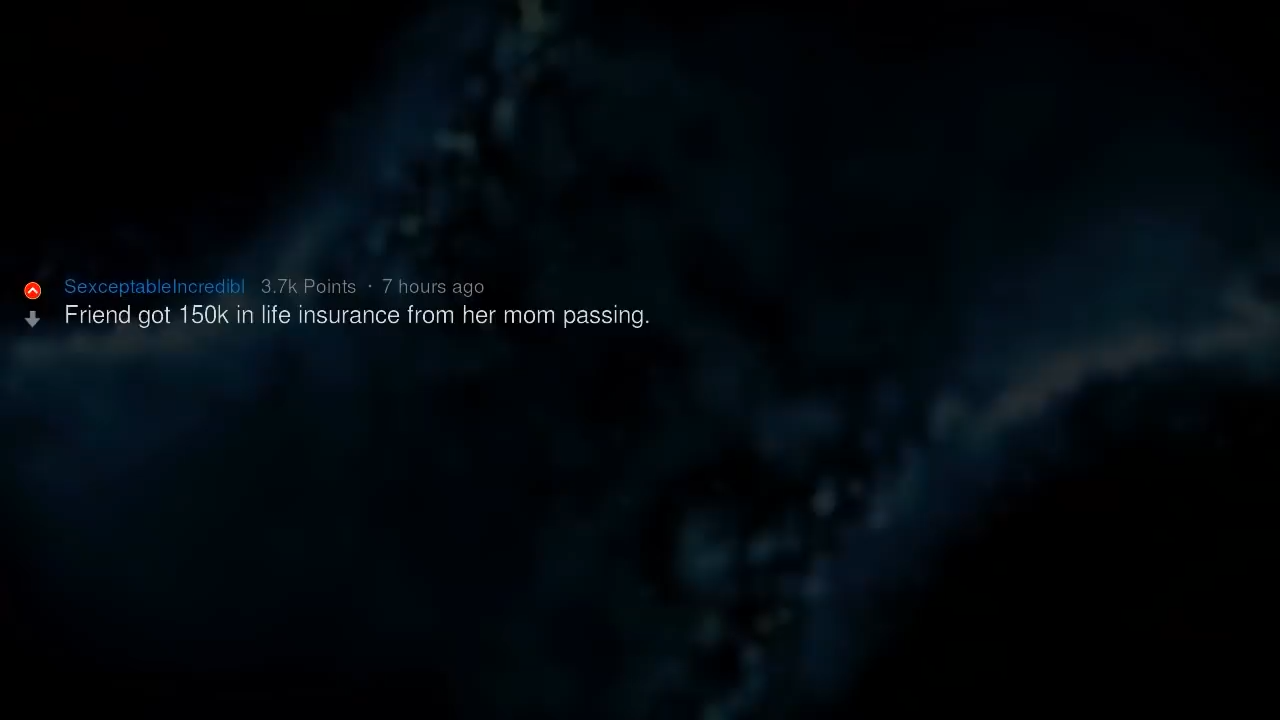 SexceptableIncredibl 3.7k Points · 7 hours ago
Friend got 150k in life insurance from her mom passing.